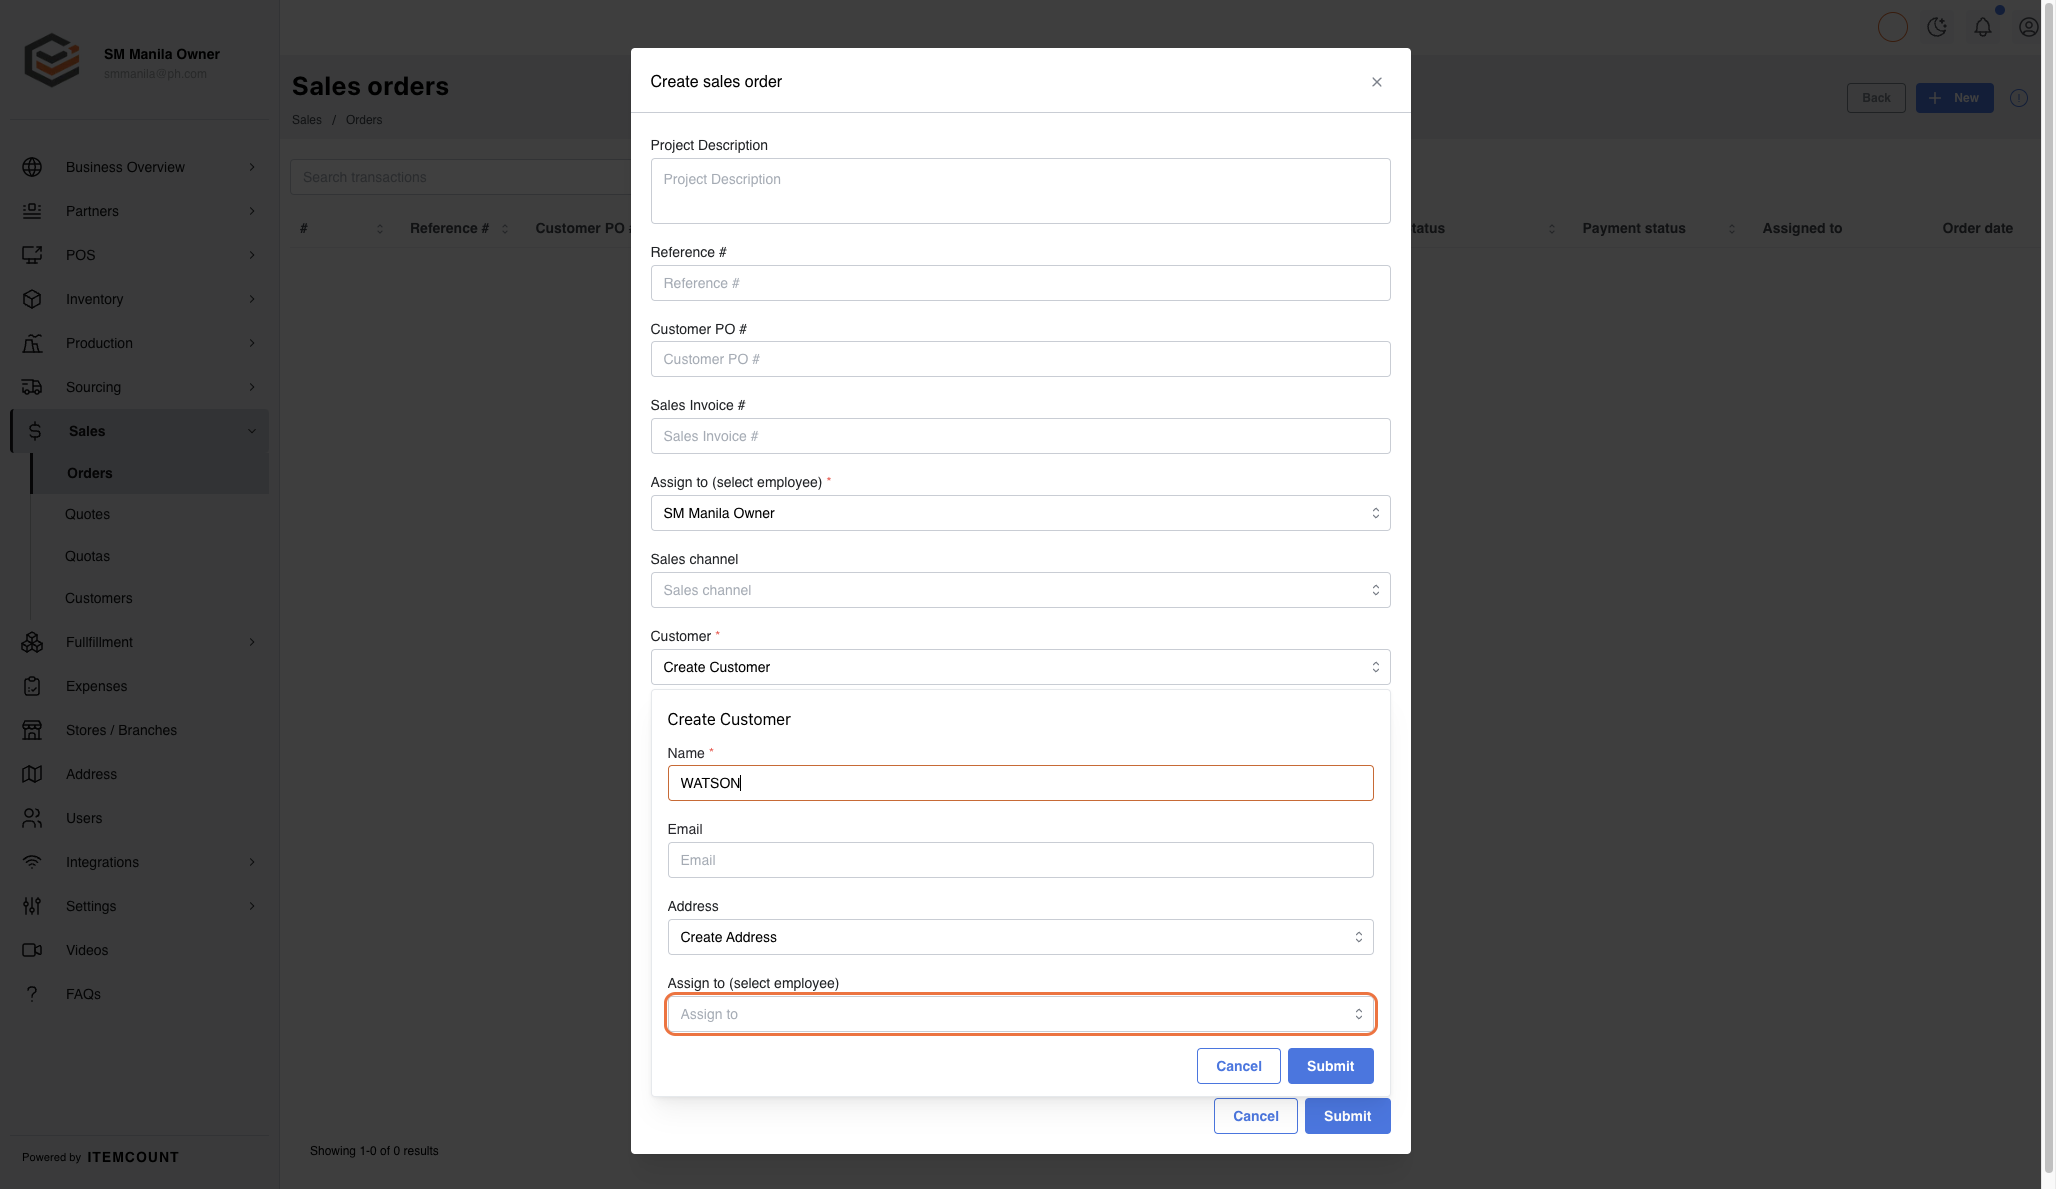 SM Manila Owner
smmanila@ph.com
Business Overview
Partners
POS
Inventory
Production
Sourcing
Sales
Orders
Quotes
Quotas
Customers
Fullfillment
Expenses
Stores / Branches
Address
Users
Integrations
Settings
Videos
FAQs
Powered by ITEMCOUNT
Sales orders
Sales / Orders
Back
+ New
Search transactions
# Reference # Customer PO # tatus Payment status Assigned to Order date
Showing 1-0 of 0 results
Create sales order
Project Description
Project Description
Reference #
Reference #
Customer PO #
Customer PO #
Sales Invoice #
Sales Invoice #
Assign to (select employee) *
SM Manila Owner
Sales channel
Sales channel
Customer *
Create Customer
Create Customer
Name *
WATSON
Email
Email
Address
Create Address
Assign to (select employee)
Assign to
Cancel Submit
Cancel Submit